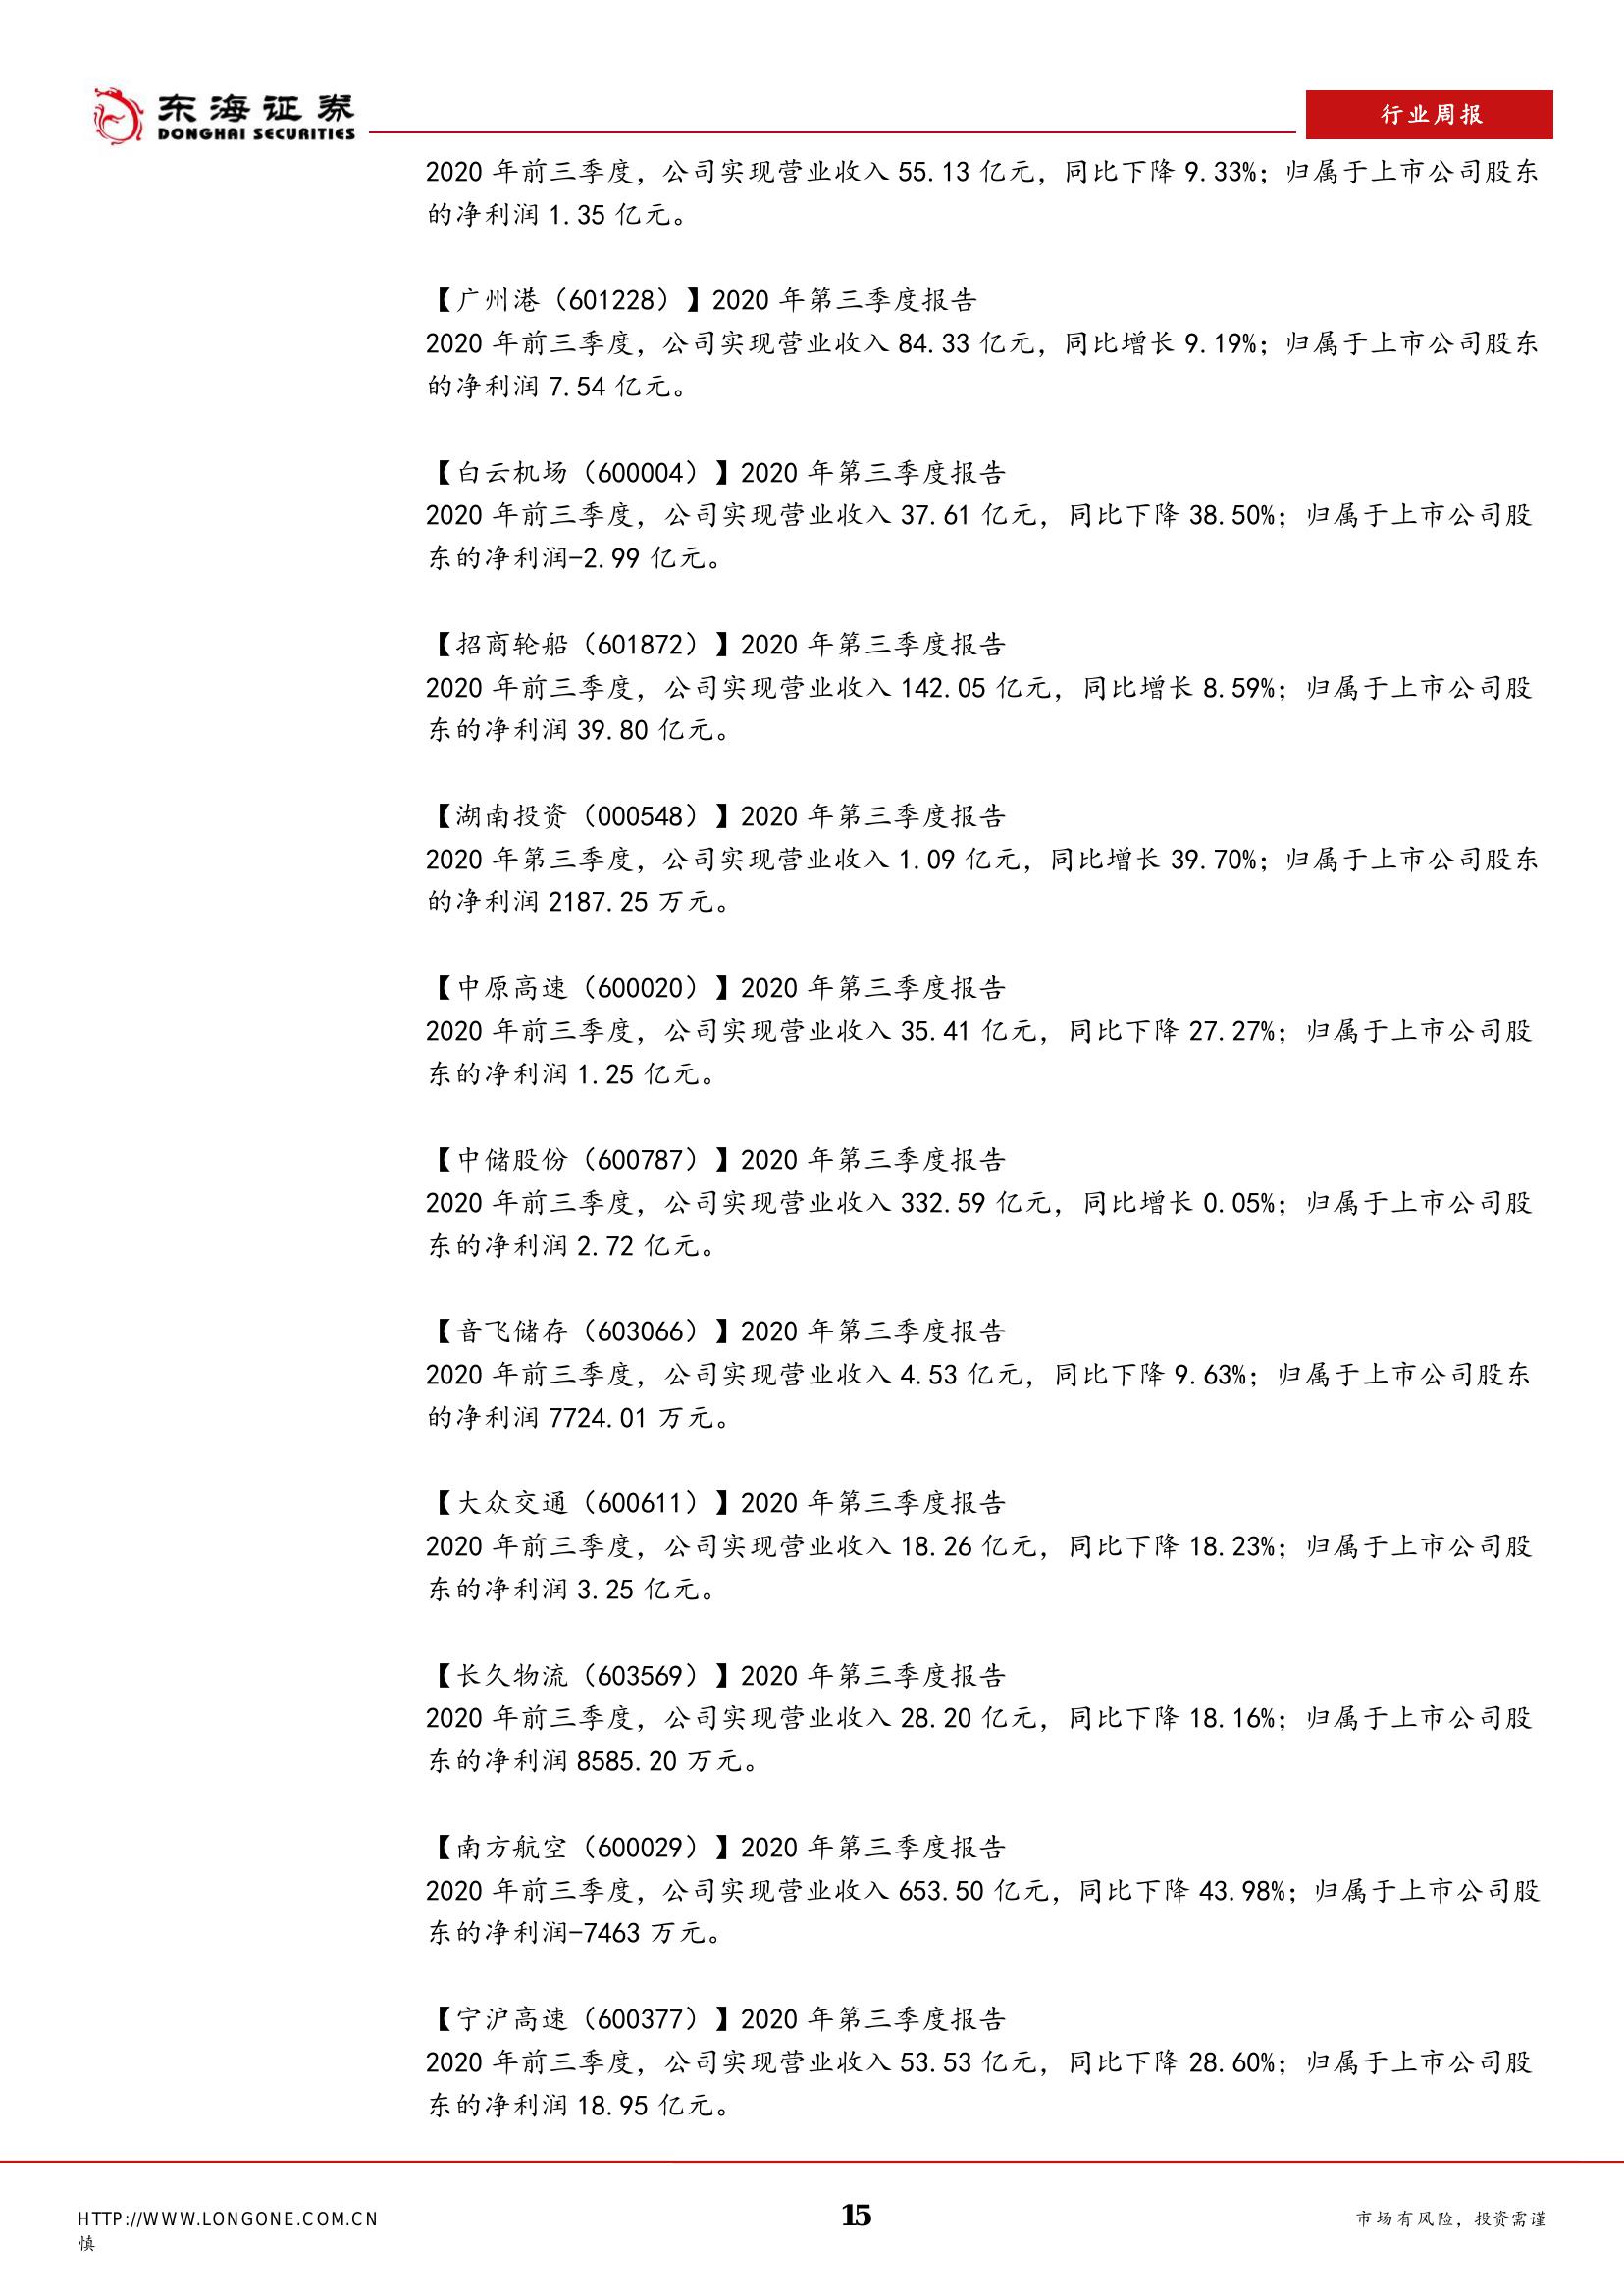 东海证券
DONGHAI SECURITIES
行业周报
2020 年前三季度，公司实现营业收入 55.13 亿元，同比下降 9.33%；归属于上市公司股东
的净利润 1.35 亿元。
【广州港（601228）】2020 年第三季度报告
2020 年前三季度，公司实现营业收入 84.33 亿元，同比增长 9.19%；归属于上市公司股东
的净利润 7.54 亿元。
【白云机场（600004）】2020 年第三季度报告
2020 年前三季度，公司实现营业收入 37.61 亿元，同比下降 38.50%；归属于上市公司股
东的净利润-2.99 亿元。
【招商轮船（601872）】2020 年第三季度报告
2020 年前三季度，公司实现营业收入 142.05 亿元，同比增长 8.59%；归属于上市公司股
东的净利润 39.80 亿元。
【湖南投资（000548）】2020 年第三季度报告
2020 年第三季度，公司实现营业收入 1.09 亿元，同比增长 39.70%；归属于上市公司股东
的净利润 2187.25 万元。
【中原高速（600020）】2020 年第三季度报告
2020 年前三季度，公司实现营业收入 35.41 亿元，同比下降 27.27%；归属于上市公司股
东的净利润 1.25 亿元。
【中储股份（600787）】2020 年第三季度报告
2020 年前三季度，公司实现营业收入 332.59 亿元，同比增长 0.05%；归属于上市公司股
东的净利润 2.72 亿元。
【音飞储存（603066）】2020 年第三季度报告
2020 年前三季度，公司实现营业收入 4.53 亿元，同比下降 9.63%；归属于上市公司股东
的净利润 7724.01 万元。
【大众交通（600611）】2020 年第三季度报告
2020 年前三季度，公司实现营业收入 18.26 亿元，同比下降 18.23%；归属于上市公司股
东的净利润 3.25 亿元。
【长久物流（603569）】2020 年第三季度报告
2020 年前三季度，公司实现营业收入 28.20 亿元，同比下降 18.16%；归属于上市公司股
东的净利润 8585.20 万元。
【南方航空（600029）】2020 年第三季度报告
2020 年前三季度，公司实现营业收入 653.50 亿元，同比下降 43.98%；归属于上市公司股
东的净利润-7463 万元。
【宁沪高速（600377）】2020 年第三季度报告
2020 年前三季度，公司实现营业收入 53.53 亿元，同比下降 28.60%；归属于上市公司股
东的净利润 18.95 亿元。
HTTP://WWW.LONGONE.COM.CN 15 市场有风险，投资需谨
慎